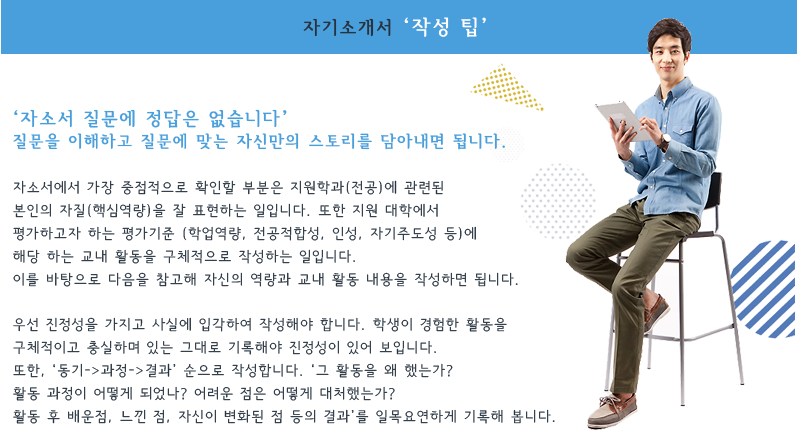 자기소개서 ‘작성 팁’
‘자소서 질문에 정답은 없습니다’
질문을 이해하고 질문에 맞는 자신만의 스토리를 담아내면 됩니다.
자소서에서 가장 중점적으로 확인할 부분은 지원학과(전공)에 관련된
본인의 자질(핵심역량)을 잘 표현하는 일입니다. 또한 지원 대학에서
평가하고자 하는 평가기준 (학업역량, 전공적합성, 인성, 자기주도성 등)에
해당 하는 교내 활동을 구체적으로 작성하는 일입니다.
이를 바탕으로 다음을 참고해 자신의 역량과 교내 활동 내용을 작성하면 됩니다.
우선 진정성을 가지고 사실에 입각하여 작성해야 합니다. 학생이 경험한 활동을
구체적이고 충실하며 있는 그대로 기록해야 진정성이 있어 보입니다.
또한, ‘동기->과정->결과’ 순으로 작성합니다. ‘그 활동을 왜 했는가?
활동 과정이 어떻게 되었나? 어려운 점은 어떻게 대처했는가?
활동 후 배운점, 느낀 점, 자신이 변화된 점 등의 결과’를 일목요연하게 기록해 봅니다.